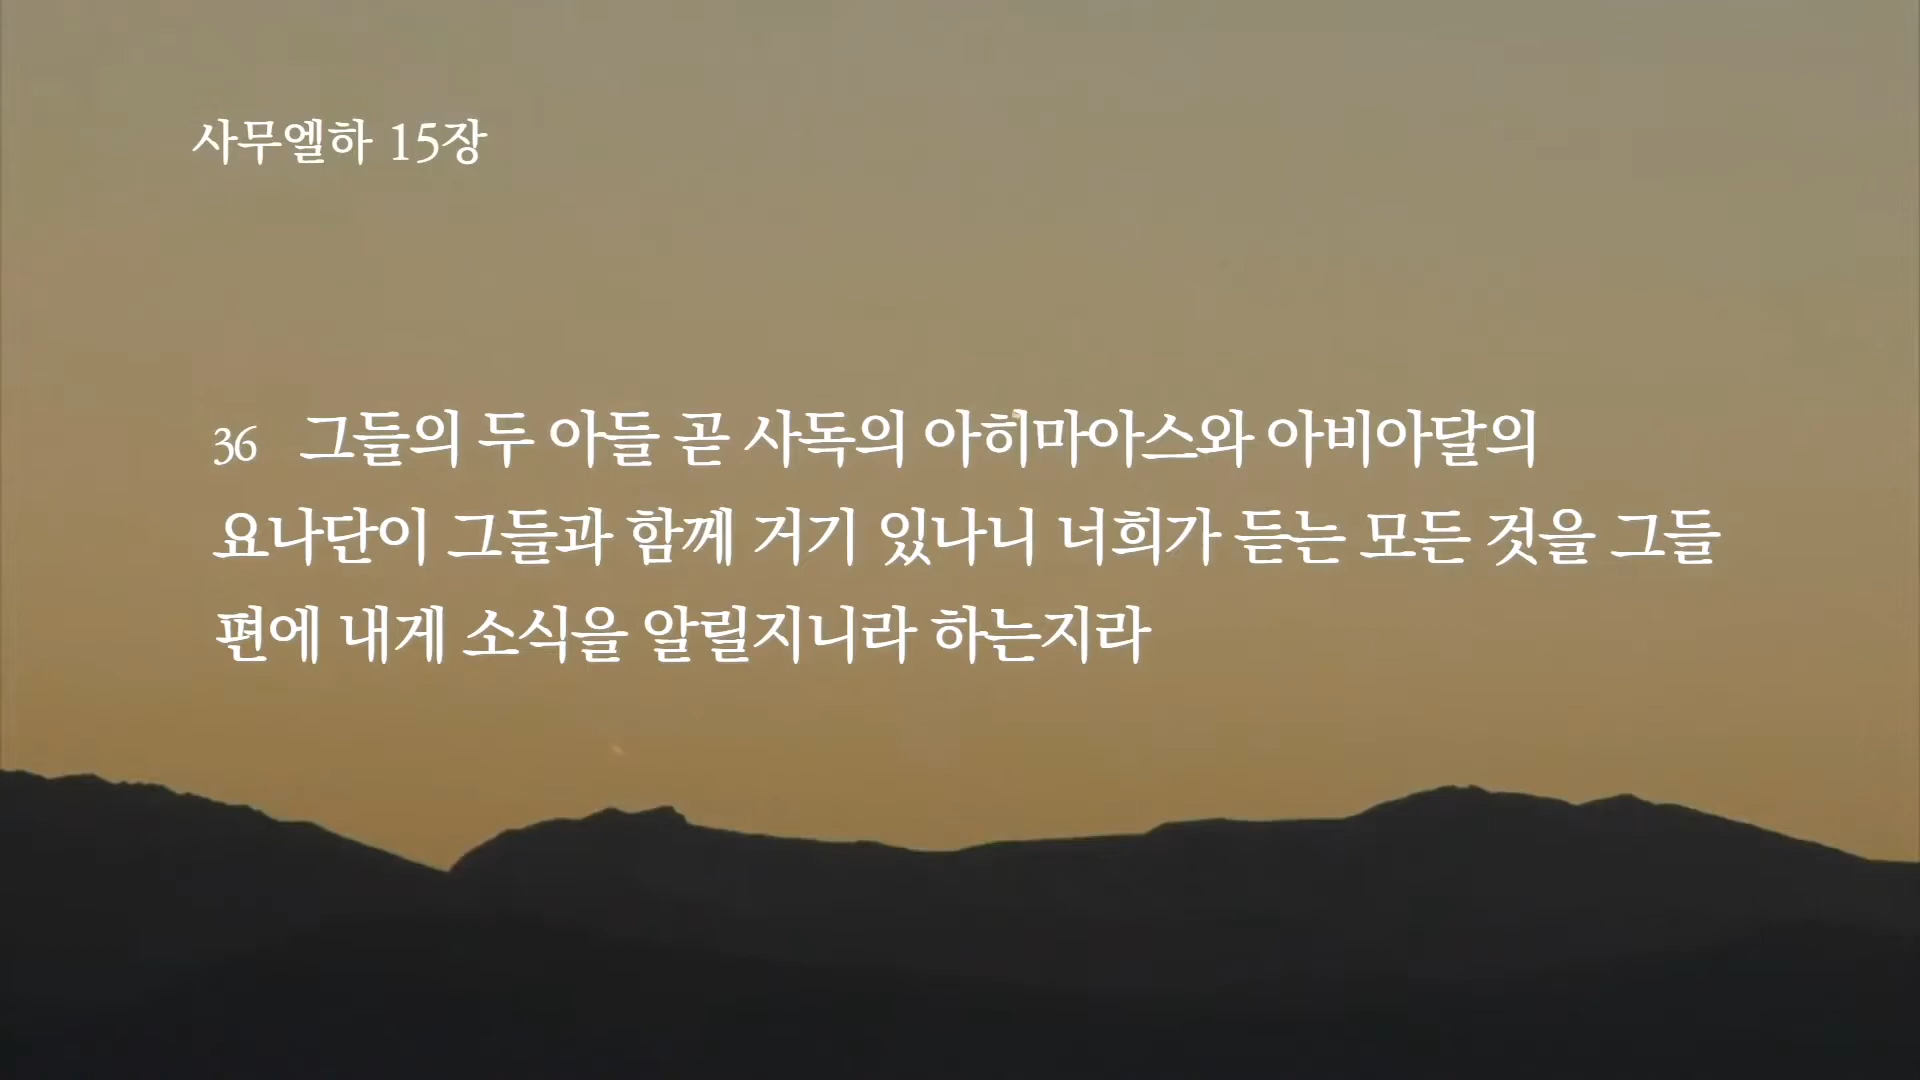 사무엘하 15장
36 그들의 두 아들 곧 사독의 아히마아스와 아비아달의
요나단이 그들과 함께 거기 있나니 너희가 듣는 모든 것을 그들
편에 내게 소식을 알릴지니라 하는지라